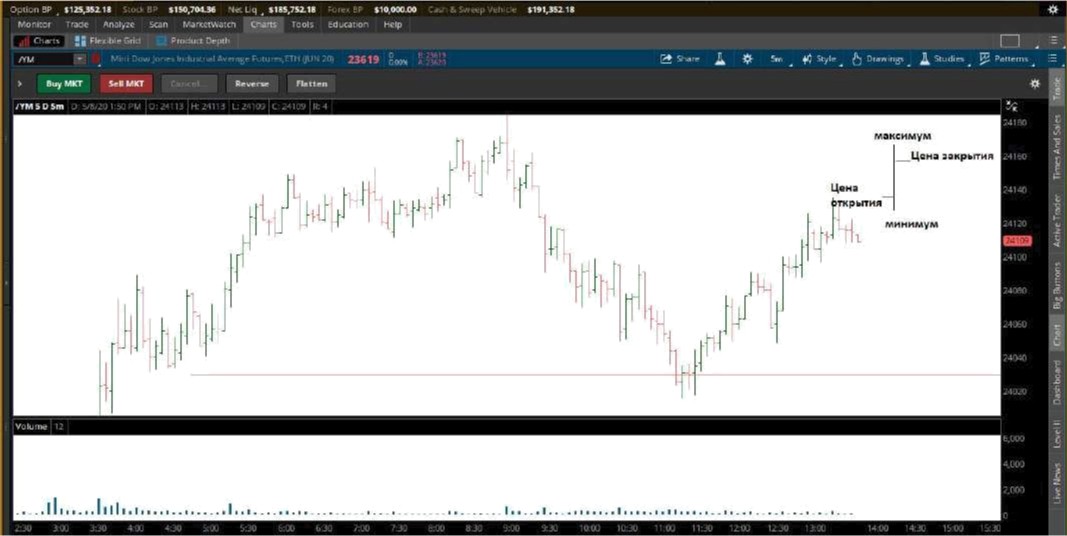 Option BP $125,352.18 Stock BP $150,704.36 Net Liq $185,752.18 Forex BP $10,000.00 Cash & Sweep Vehicle $191,352.18
Monitor Trade Analyze Scan MarketWatch Charts Tools Education Help
Charts Flexible Grid Product Depth
/YM Mini Dow Jones Industrial Average Futures,ETH (JUN 20) 23619 0 0.00% B: 23613 A: 23620 Share 5m Style Drawings Studies Patterns
Buy MKT Sell MKT Cancel... Reverse Flatten
/YM 5 D 5m D: 5/8/20 1:50 PM O: 24113 H: 24113 L: 24109 C: 24109 R: 4
24180
максимум
24160
Цена закрытия
24140
Цена
открытия
минимум
24120
24109
24100
24080
24060
24040
24020
Volume 12
6,000
4,000
2,000
0
2:30 3:00 3:30 4:00 4:30 5:00 5:30 6:00 6:30 7:00 7:30 8:00 8:30 9:00 9:30 10:00 10:30 11:00 11:30 12:00 12:30 13:00 14:00 14:30 15:00 15:30
Trade
Times And Sales
Active Trader
Big Buttons
Chart
Dashboard
Level II
Live News